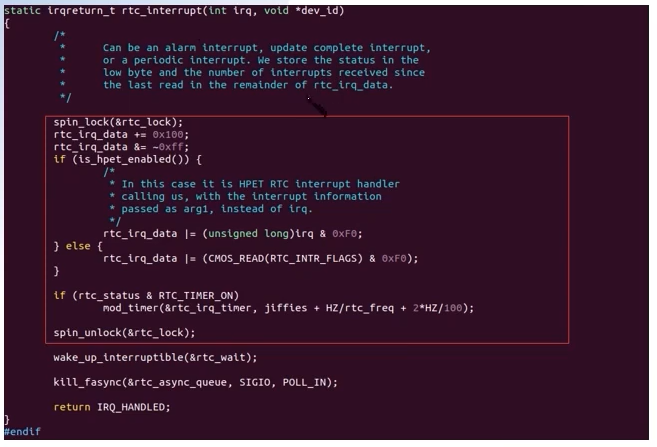 static irqreturn_t rtc_interrupt(int irq, void *dev_id)
{
        /*
         *      Can be an alarm interrupt, update complete interrupt,
         *      or a periodic interrupt. We store the status in the
         *      low byte and the number of interrupts received since
         *      the last read in the remainder of rtc_irq_data.
         */

        spin_lock(&rtc_lock);
        rtc_irq_data += 0x100;
        rtc_irq_data &= ~0xff;
        if (is_hpet_enabled()) {
                /*
                 * In this case it is HPET RTC interrupt handler
                 * calling us, with the interrupt information
                 * passed as arg1, instead of irq.
                 */
                rtc_irq_data |= (unsigned long)irq & 0xF0;
        } else {
                rtc_irq_data |= (CMOS_READ(RTC_INTR_FLAGS) & 0xF0);
        }

        if (rtc_status & RTC_TIMER_ON)
                mod_timer(&rtc_irq_timer, jiffies + HZ/rtc_freq + 2*HZ/100);

        spin_unlock(&rtc_lock);

        wake_up_interruptible(&rtc_wait);

        kill_fasync(&rtc_async_queue, SIGIO, POLL_IN);

        return IRQ_HANDLED;
}
#endif